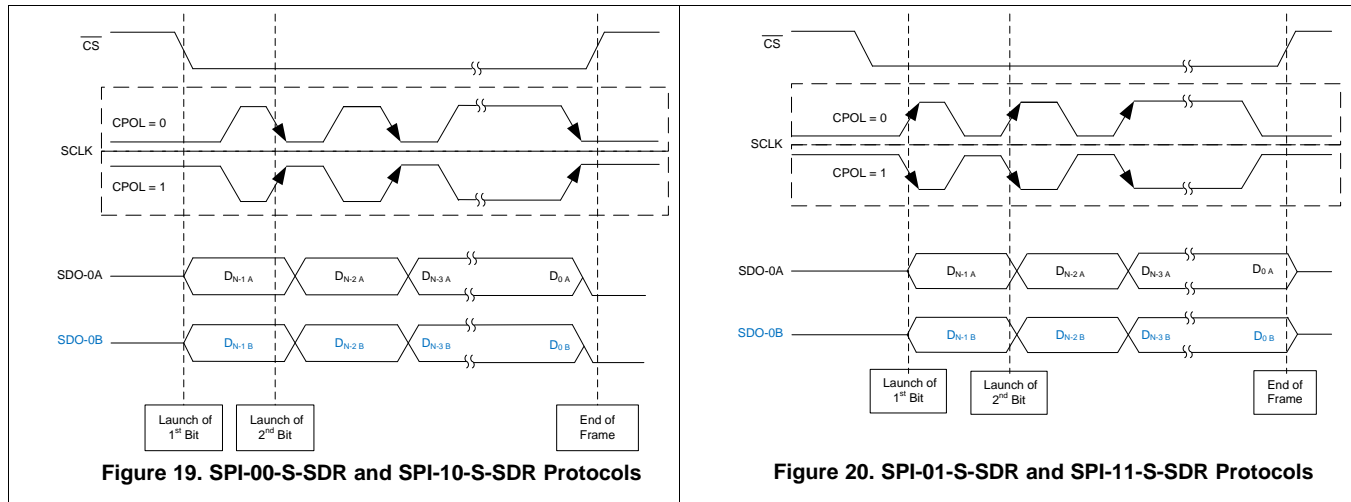 CS
CPOL = 0
SCLK
CPOL = 1
SDO-0A
DN-1 A
DN-2 A
DN-3 A
D0 A
SDO-0B
DN-1 B
DN-2 B
DN-3 B
D0 B
Launch of
1st Bit
Launch of
2nd Bit
End of
Frame
Figure 19. SPI-00-S-SDR and SPI-10-S-SDR Protocols
CS
CPOL = 0
SCLK
CPOL = 1
SDO-0A
DN-1 A
DN-2 A
DN-3 A
D0 A
SDO-0B
DN-1 B
DN-2 B
DN-3 B
D0 B
Launch of
1st Bit
Launch of
2nd Bit
End of
Frame
Figure 20. SPI-01-S-SDR and SPI-11-S-SDR Protocols